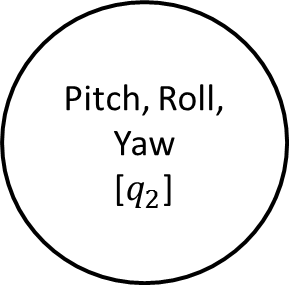 Pitch, Roll,
Yaw
[q₂]